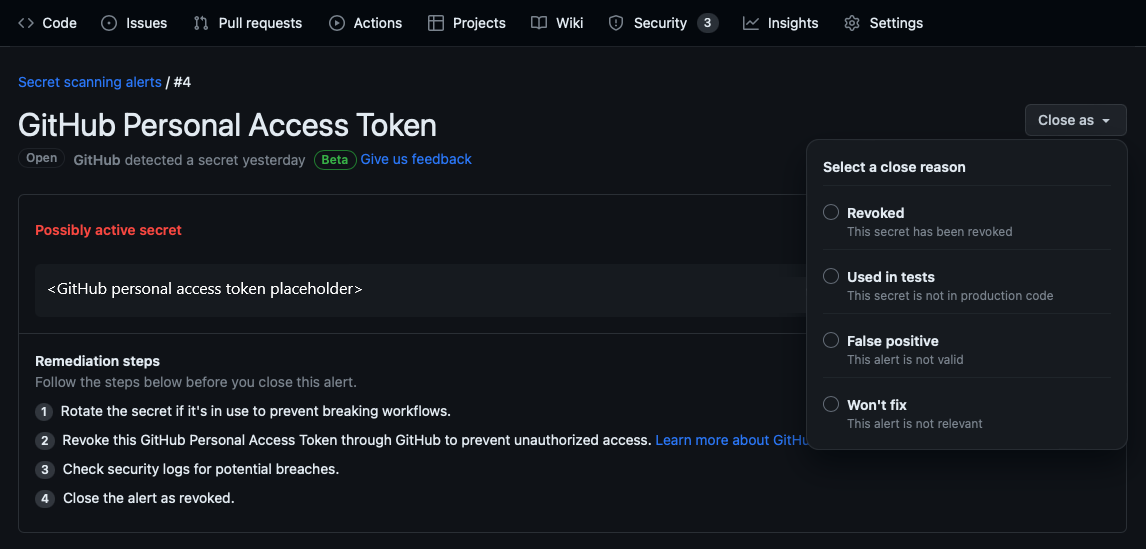 Code Issues Pull requests Actions Projects Wiki Security 3 Insights Settings
Secret scanning alerts / #4
GitHub Personal Access Token
Close as
Open GitHub detected a secret yesterday Beta Give us feedback
Select a close reason
Revoked
This secret has been revoked
Used in tests
This secret is not in production code
False positive
This alert is not valid
Won't fix
This alert is not relevant
Possibly active secret
<GitHub personal access token placeholder>
Remediation steps
Follow the steps below before you close this alert.
1 Rotate the secret if it's in use to prevent breaking workflows.
2 Revoke this GitHub Personal Access Token through GitHub to prevent unauthorized access. Learn more about GitHu
3 Check security logs for potential breaches.
4 Close the alert as revoked.